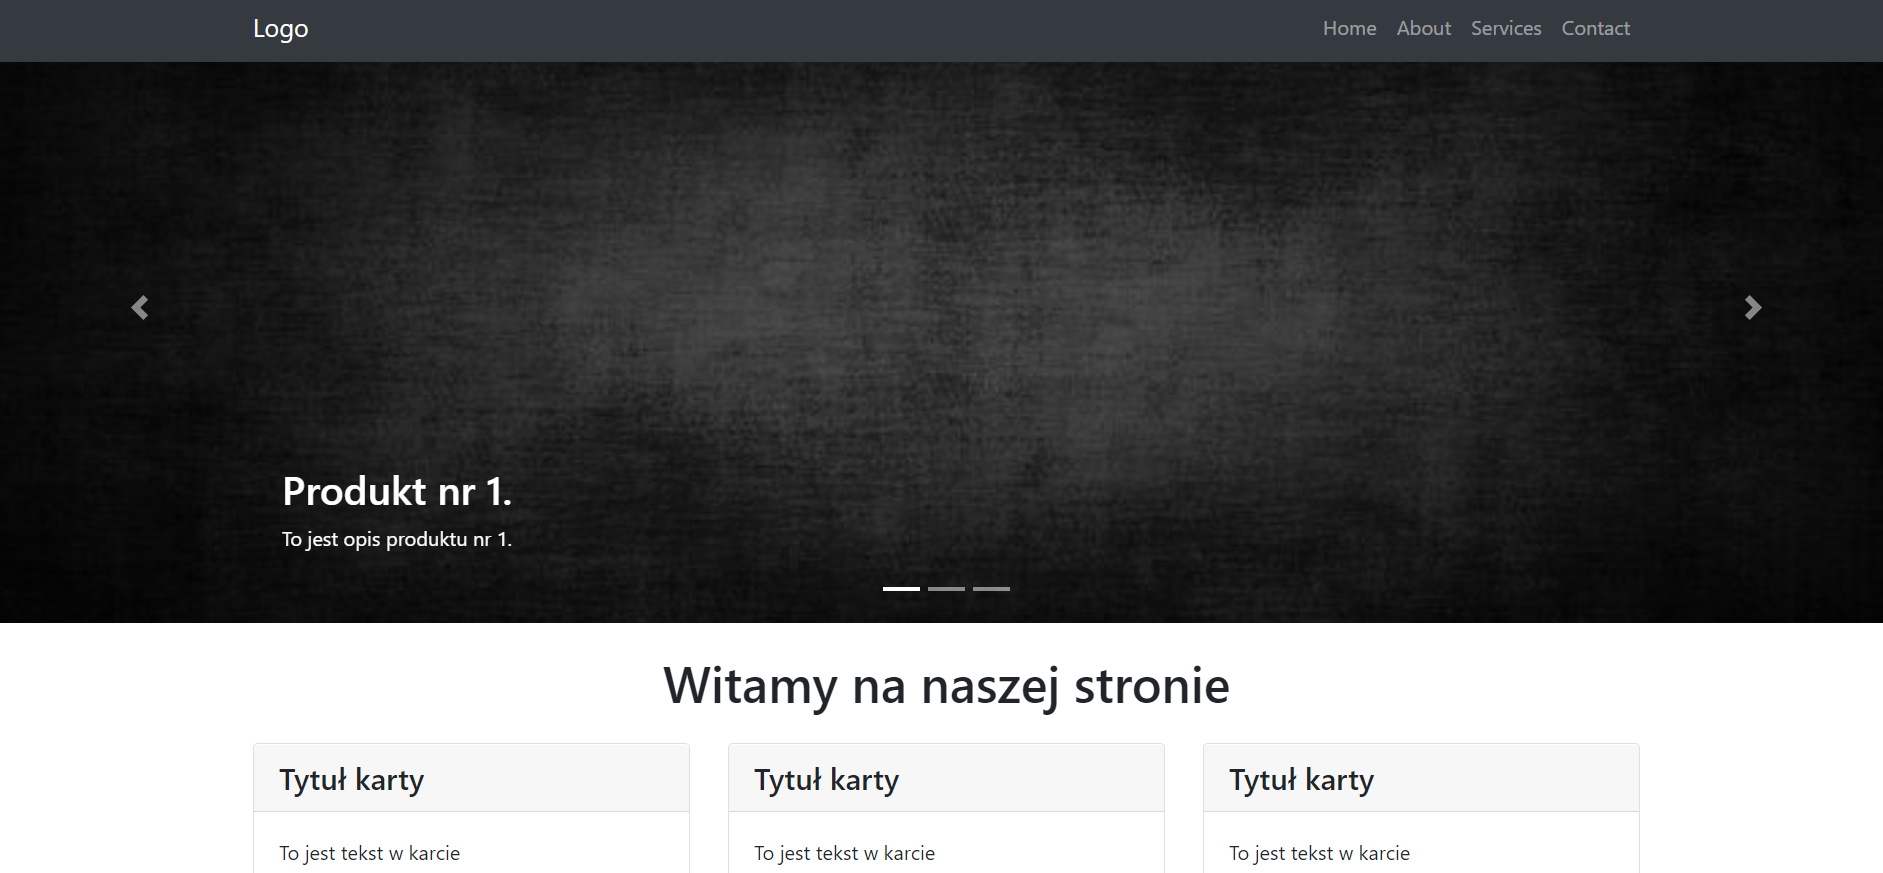 Logo Home About Services Contact
Produkt nr 1.
To jest opis produktu nr 1.
Witamy na naszej stronie
Tytuł karty Tytuł karty Tytuł karty
To jest tekst w karcie To jest tekst w karcie To jest tekst w karcie